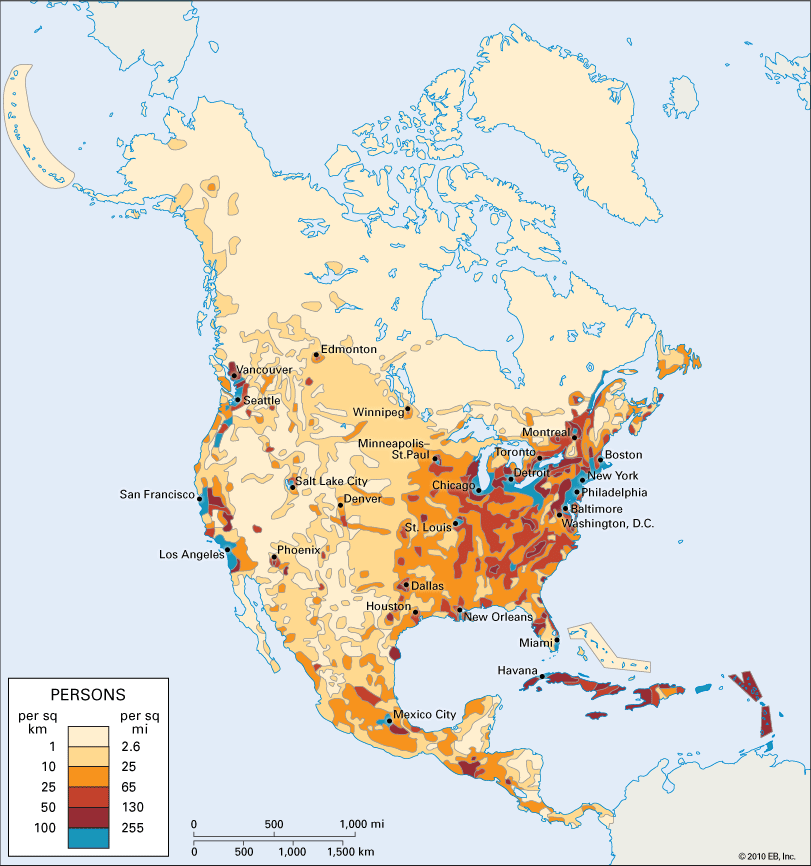 Edmonton
Vancouver
Seattle
Winnipeg
Minneapolis–
St.Paul
Montreal
Toronto
Boston
Detroit
New York
Chicago
Philadelphia
Salt Lake City
San Francisco
Denver
Baltimore
Washington, D.C.
St. Louis
Los Angeles
Phoenix
Dallas
Houston
New Orleans
Miami
Havana
Mexico City
PERSONS
per sq per sq
km mi
1 2.6
10 25
25 65
50 130
100 255
0 500 1,000 mi
0 500 1,000 1,500 km
© 2010 EB, Inc.